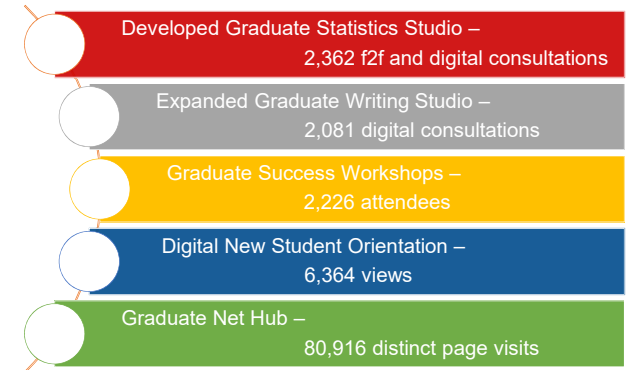 Developed Graduate Statistics Studio –
2,362 f2f and digital consultations
Expanded Graduate Writing Studio –
2,081 digital consultations
Graduate Success Workshops –
2,226 attendees
Digital New Student Orientation –
6,364 views
Graduate Net Hub –
80,916 distinct page visits